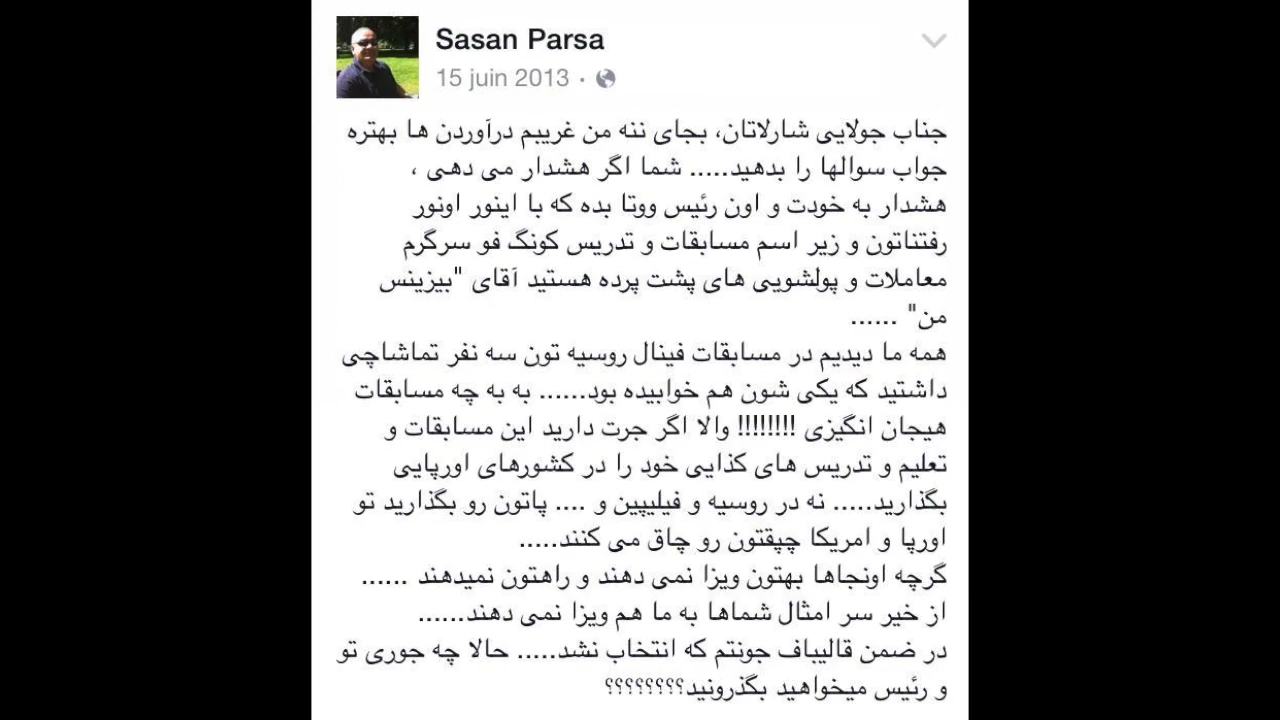 Sasan Parsa
15 juin 2013 ·
جناب جولایی شارلاتان، بجای ننه من غریبم درآوردن ها بهتره
جواب سوالها را بدهید..... شما اگر هشدار می دهی ،
هشدار به خودت و اون رئیس ووتا بده که با اینور اونور
رفتناتون و زیر اسم مسابقات و تدریس کونگ فو سرگرم
معاملات و پولشویی های پشت پرده هستید آقای "بیزینس
من" ......
همه ما دیدیم در مسابقات فینال روسیه تون سه نفر تماشاچی
داشتید که یکی شون هم خوابیده بود...... به به چه مسابقات
هیجان انگیزی !!!!!!!! والا اگر جرت دارید این مسابقات و
تعلیم و تدریس های کذایی خود را در کشورهای اورپایی
بگذارید..... نه در روسیه و فیلیپین و .... پاتون رو بگذارید تو
اورپا و امریکا چپقتون رو چاق می کنند.....
گرچه اونجاها بهتون ویزا نمی دهند و راهتون نمیدهند ......
از خیر سر امثال شماها به ما هم ویزا نمی دهند......
در ضمن قالیباف جونتم که انتخاب نشد..... حالا چه جوری تو
و رئیس میخواهید بگذرونید؟؟؟؟؟؟؟؟